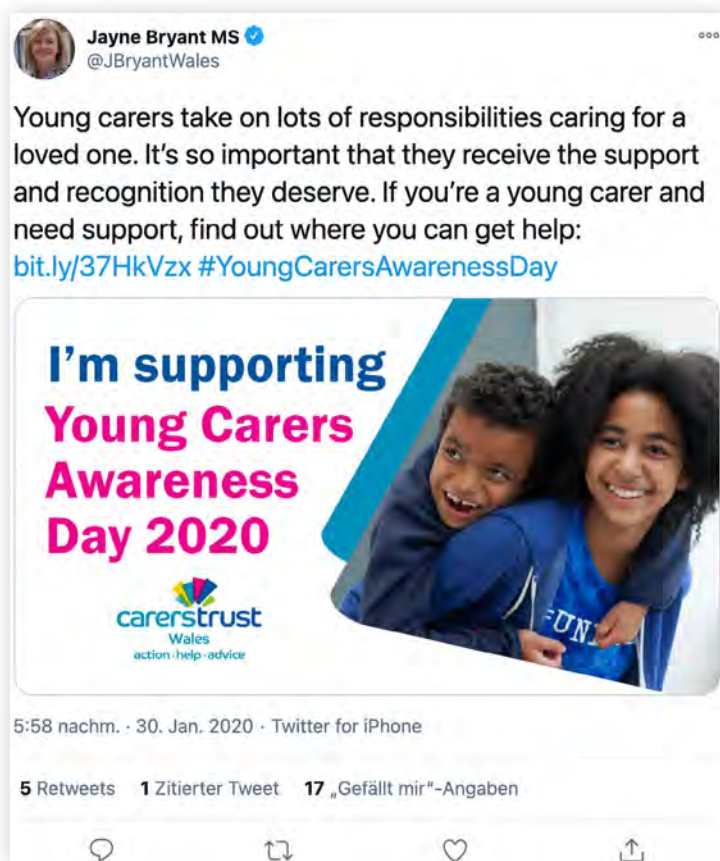 Jayne Bryant MS
@JBryantWales
Young carers take on lots of responsibilities caring for a
loved one. It's so important that they receive the support
and recognition they deserve. If you're a young carer and
need support, find out where you can get help:
bit.ly/37HkVzx #YoungCarersAwarenessDay
I'm supporting
Young Carers
Awareness
Day 2020
carerstrust
Wales
action·help·advice
5:58 nachm. · 30. Jan. 2020 · Twitter for iPhone
5 Retweets 1 Zitierter Tweet 17 „Gefällt mir"-Angaben